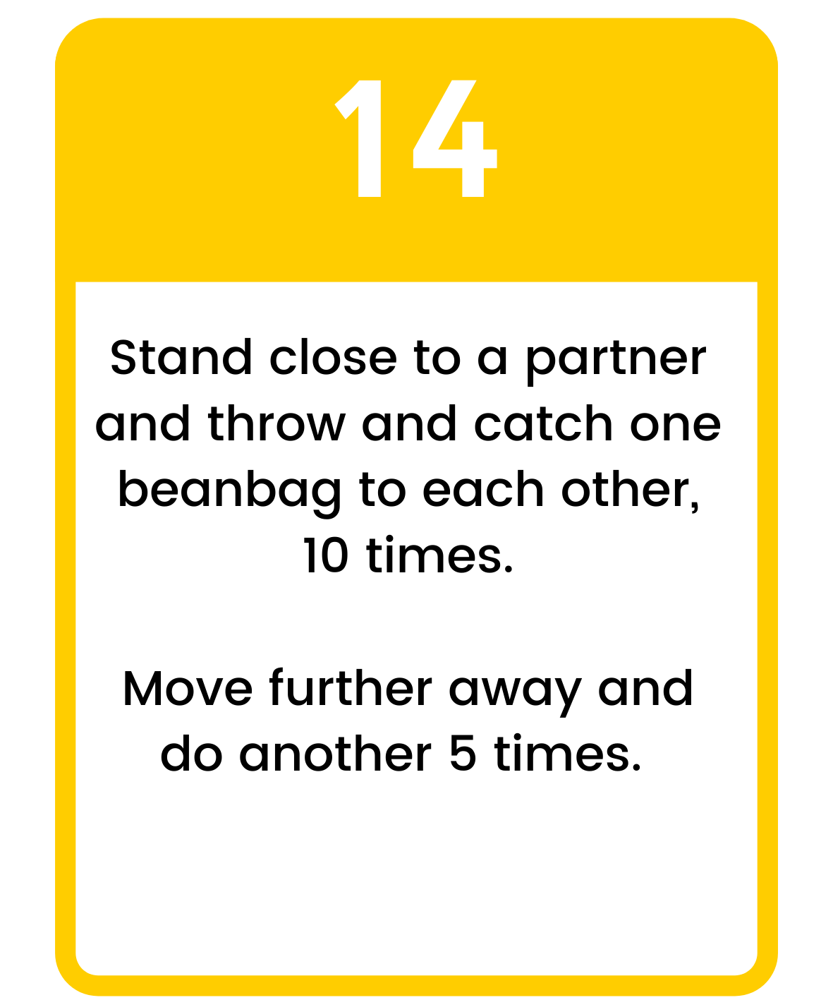 14
Stand close to a partner
and throw and catch one
beanbag to each other,
10 times.
Move further away and
do another 5 times.